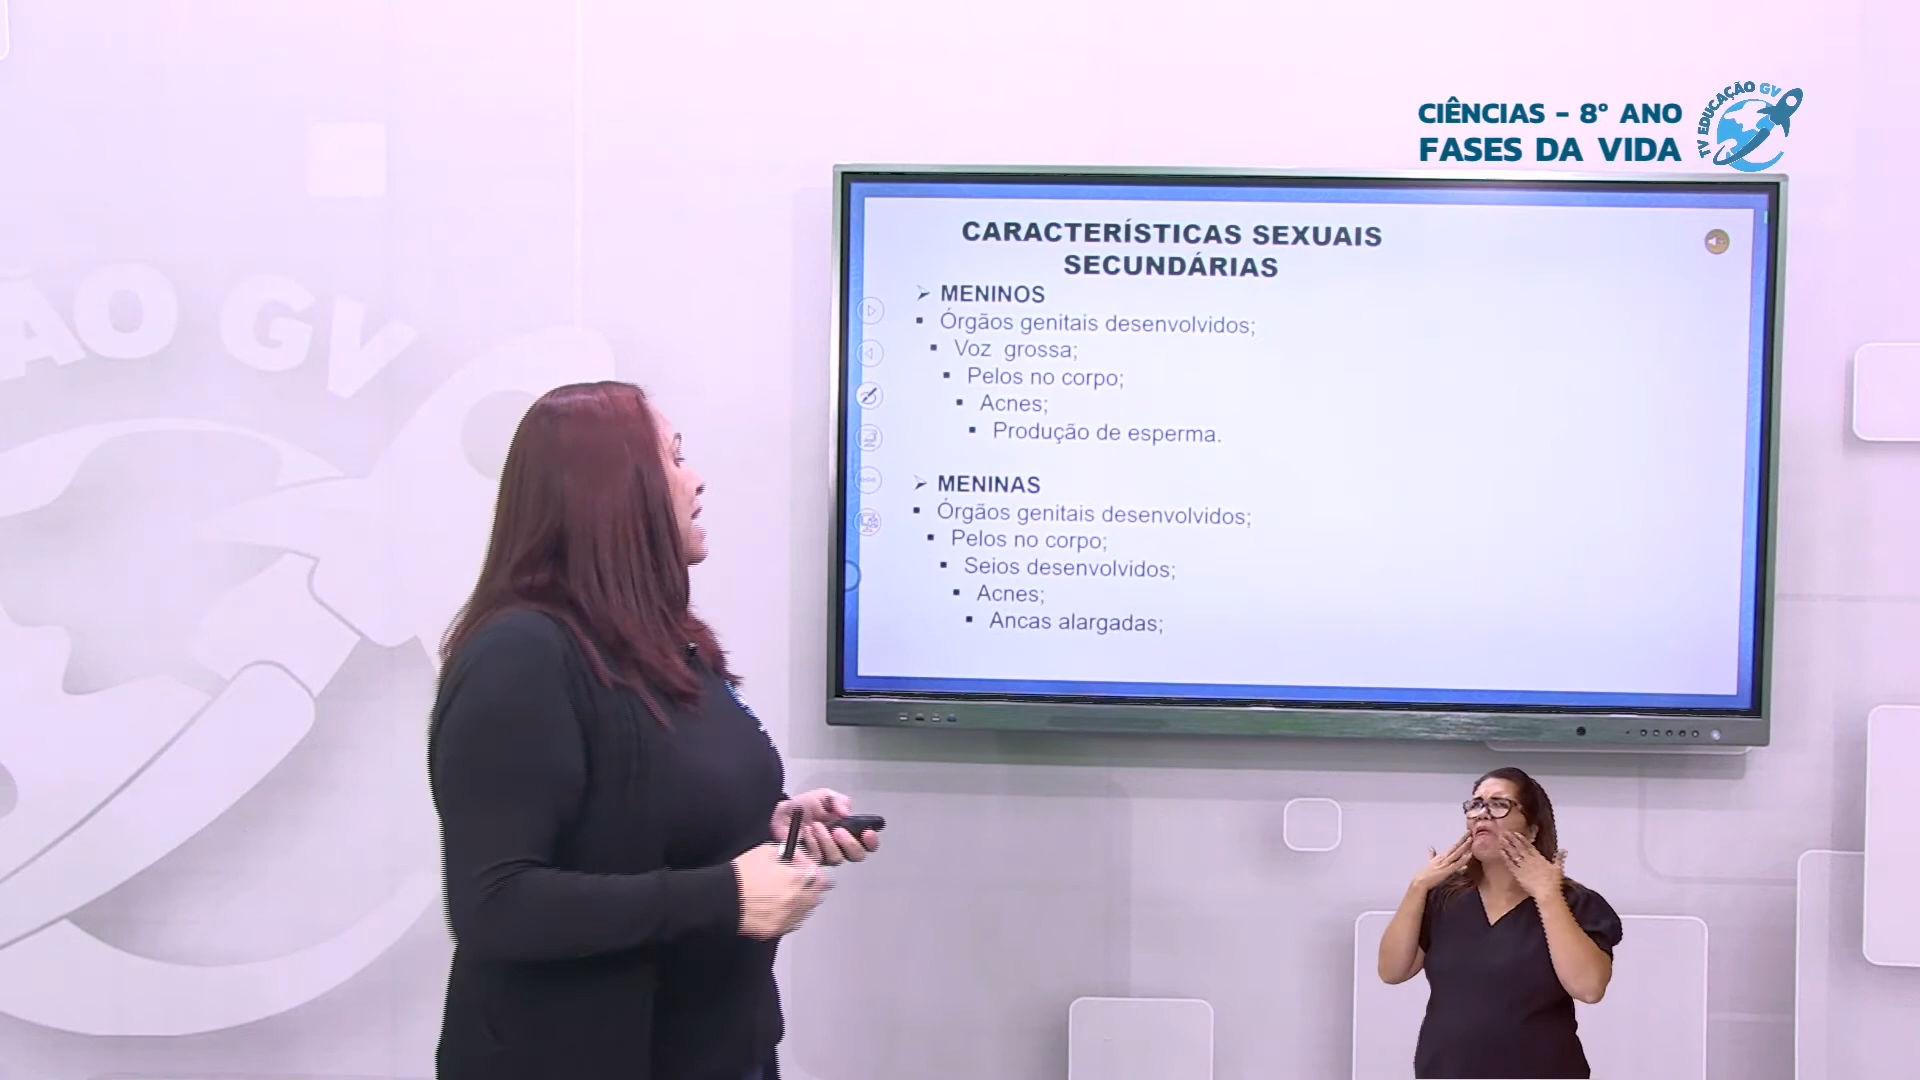 CIÊNCIAS - 8º ANO
FASES DA VIDA
TV EDUCAÇÃO GV
CARACTERÍSTICAS SEXUAIS
SECUNDÁRIAS
➢ MENINOS
▪ Órgãos genitais desenvolvidos;
▪ Voz grossa;
▪ Pelos no corpo;
▪ Acnes;
▪ Produção de esperma.
➢ MENINAS
▪ Órgãos genitais desenvolvidos;
▪ Pelos no corpo;
▪ Seios desenvolvidos;
▪ Acnes;
▪ Ancas alargadas;
ÃO GV